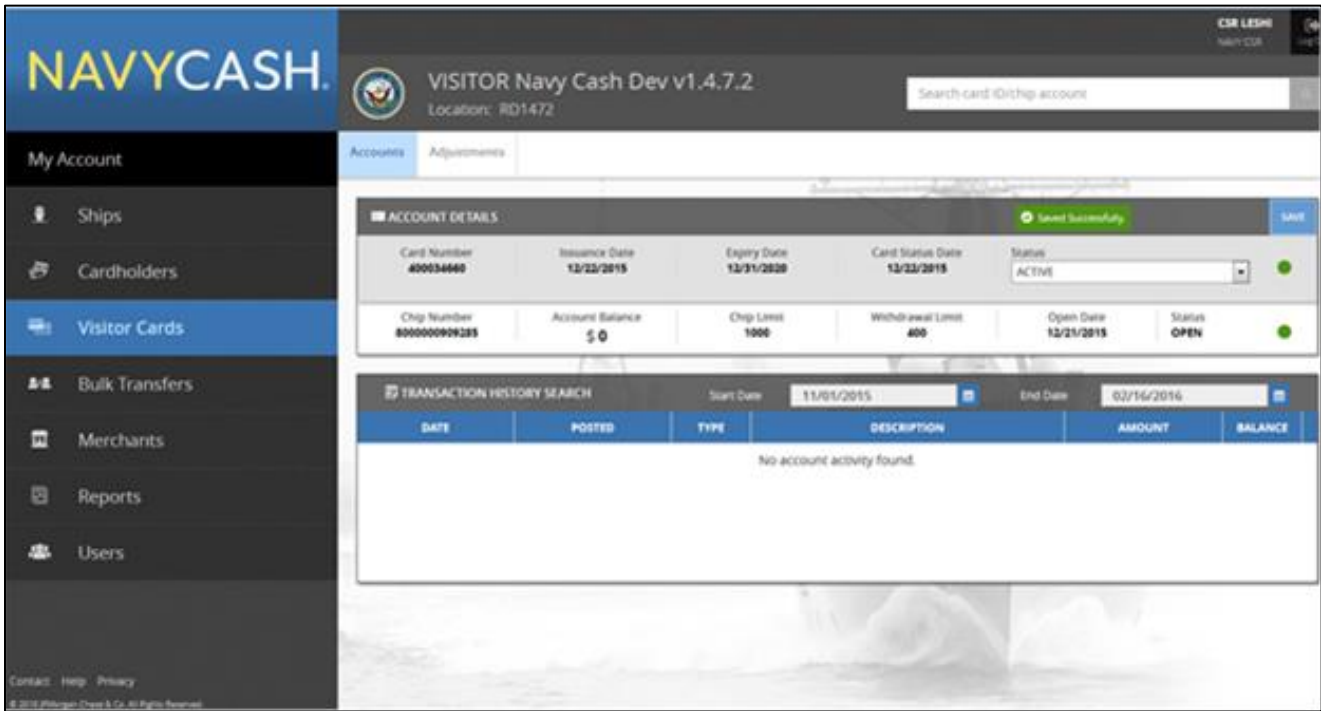 NAVYCASH.
CSR LESHI
NAVY CSR
VISITOR Navy Cash Dev v1.4.7.2
Location: RD1472
Search card ID/chip account
My Account
Ships
Cardholders
Visitor Cards
Bulk Transfers
Merchants
Reports
Users
Contact Help Privacy
Accounts Adjustments
ACCOUNT DETAILS Saved Successfully SAVE
Card Number Issuance Date Expiry Date Card Status Date Status
400034660 12/22/2015 12/31/2020 12/22/2015 ACTIVE
Chip Number Account Balance Chip Limit Withdrawal Limit Open Date Status
8000000909285 $ 0 1000 400 12/21/2015 OPEN
TRANSACTION HISTORY SEARCH Start Date 11/01/2015 End Date 02/16/2016
DATE POSTED TYPE DESCRIPTION AMOUNT BALANCE
No account activity found.